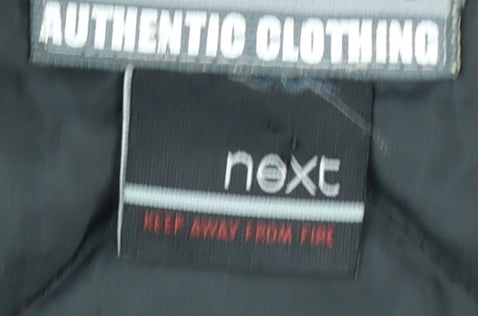 AUTHENTIC CLOTHING
next
KEEP AWAY FROM FIRE